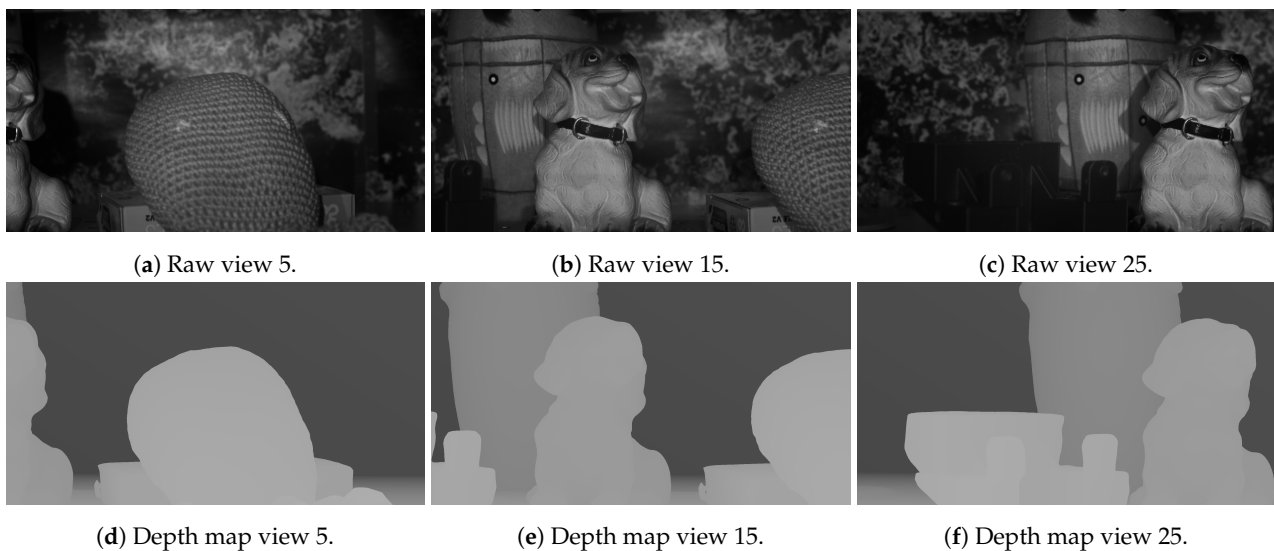 (a) Raw view 5.
(b) Raw view 15.
(c) Raw view 25.
(d) Depth map view 5.
(e) Depth map view 15.
(f) Depth map view 25.